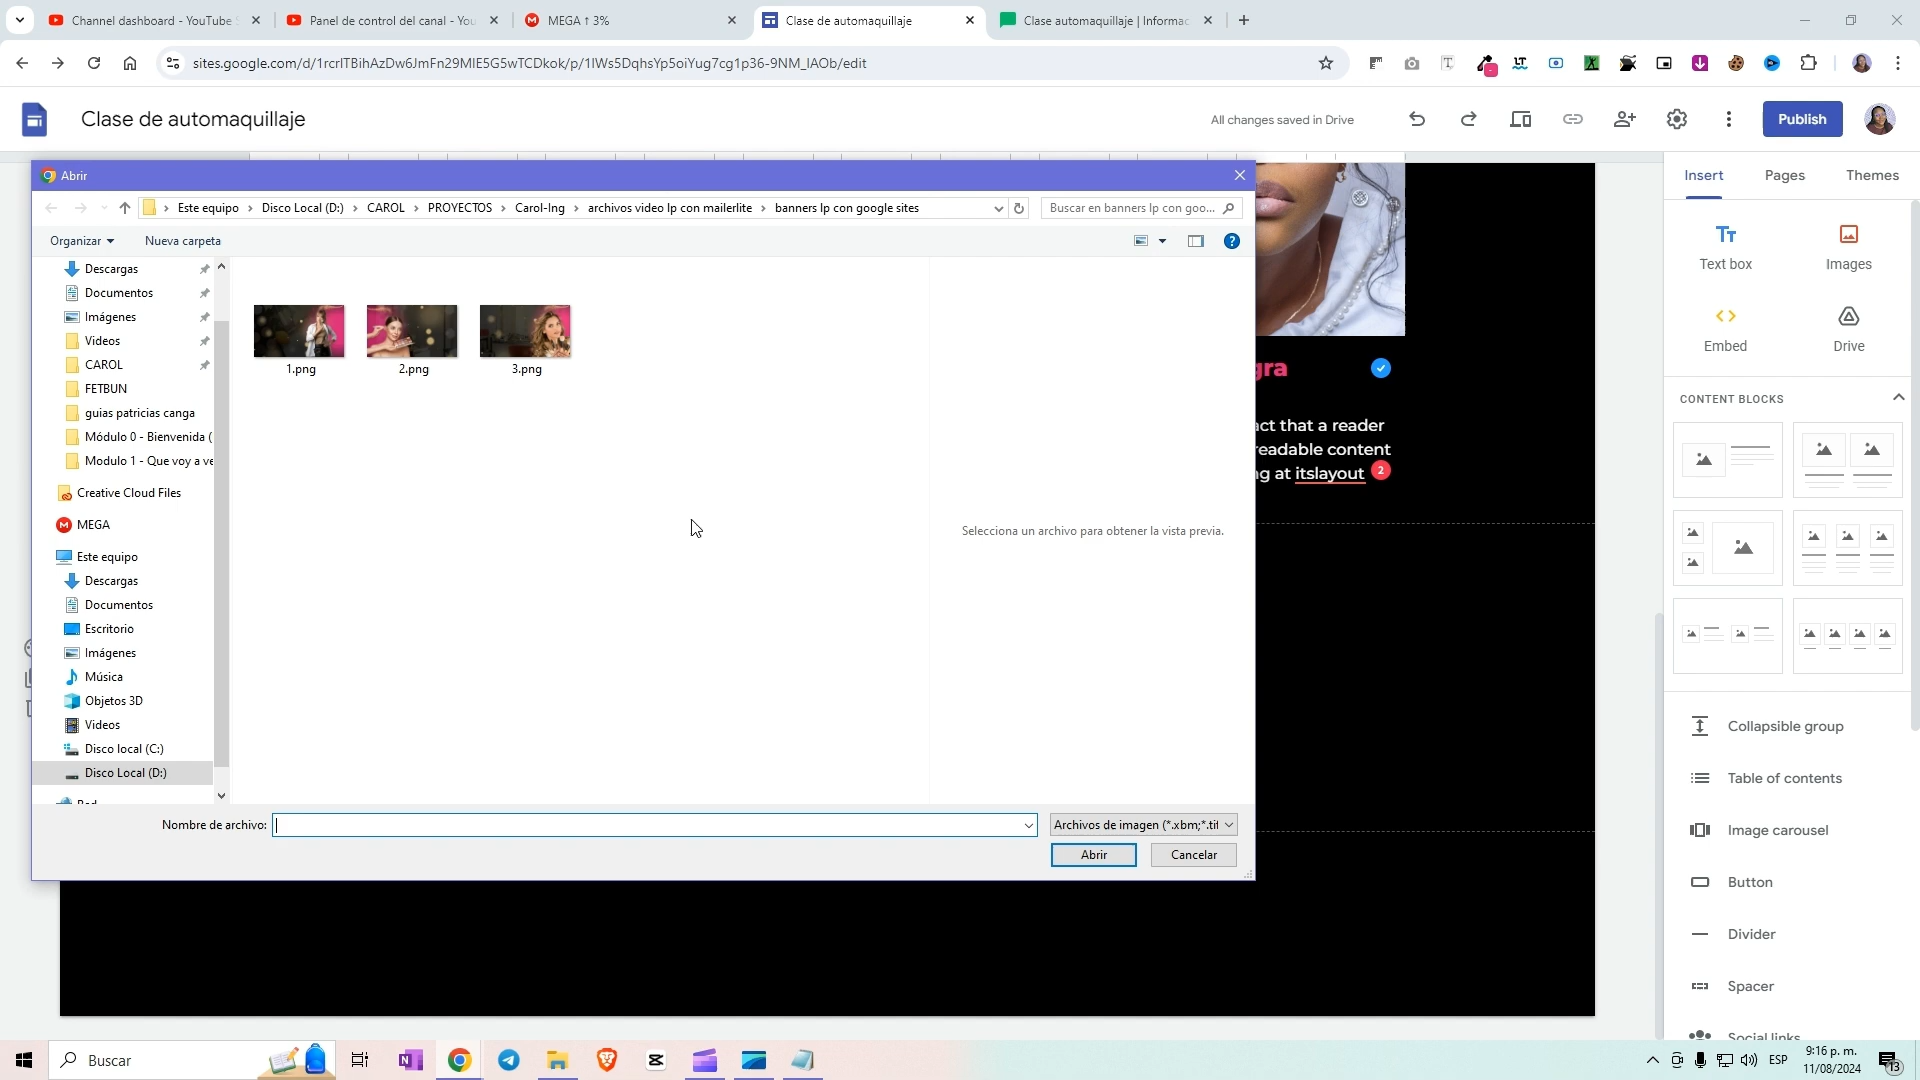 Channel dashboard - YouTube S
Panel de control del canal - You
MEGA ↑ 3%
Clase de automaquillaje
Clase automaquillaje | Informac
sites.google.com/d/1rcrITBihAzDw6JmFn29MIE5G5wTCDkok/p/1IWs5DqhsYp5oiYug7cg1p36-9NM_lAOb/edit
Clase de automaquillaje
All changes saved in Drive
Publish
Abrir
Este equipo > Disco Local (D:) > CAROL > PROYECTOS > Carol-Ing > archivos video lp con mailerlite > banners lp con google sites
Buscar en banners lp con goo...
Organizar
Nueva carpeta
Descargas
Documentos
Imágenes
Videos
CAROL
FETBUN
guias patricias canga
Módulo 0 - Bienvenida (
Modulo 1 - Que voy a ve
Creative Cloud Files
MEGA
Este equipo
Descargas
Documentos
Escritorio
Imágenes
Música
Objetos 3D
Videos
Disco local (C:)
Disco Local (D:)
1.png
2.png
3.png
Selecciona un archivo para obtener la vista previa.
Nombre de archivo:
Archivos de imagen (*.xbm;*.tif
Abrir
Cancelar
gra
act that a reader
readable content
ng at itslayout
2
Insert
Pages
Themes
Text box
Images
Embed
Drive
CONTENT BLOCKS
Collapsible group
Table of contents
Image carousel
Button
Divider
Spacer
Social links
Buscar
ESP
9:16 p. m.
11/08/2024
13